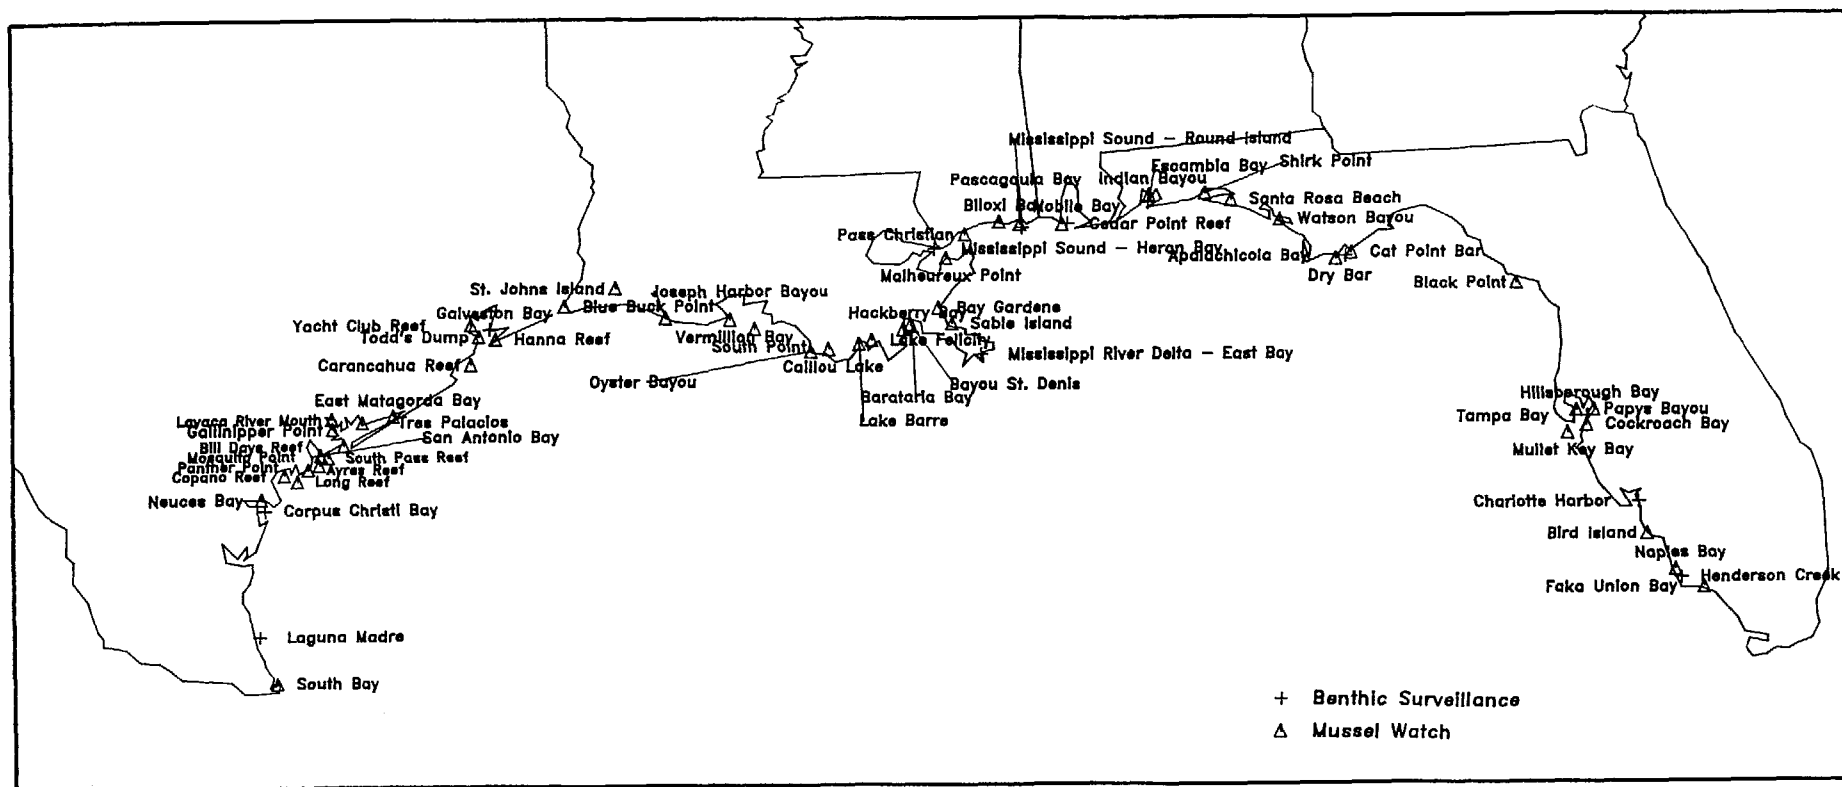 Mississippi Sound - Round Island
Escambia Bay
Shirk Point
Pascagoula Bay
Indian Bayou
Santa Rosa Beach
Biloxi Bay
Mobile Bay
Watson Bayou
Cedar Point Reef
Pass Christian
Mississippi Sound - Heron Bay
Apalachicola Bay
Cat Point Bar
Malheureux Point
Dry Bar
Black Point
St. Johns Island
Joseph Harbor Bayou
Galveston Bay
Blue Buck Point
Bay Gardene
Hackberry Bay
Yacht Club Reef
Sable Island
Todd's Dump
Hanna Reef
Vermillion Bay
South Point
Lake Felicity
Mississippi River Delta - East Bay
Carancahua Reef
Caillou Lake
Oyster Bayou
Bayou St. Denis
Barataria Bay
Lake Barre
East Matagorda Bay
Lavaca River Mouth
Tres Palacios
Gallinipper Point
San Antonio Bay
Bill Days Reef
Mosquito Point
South Pass Reef
Panther Point
Ayres Reef
Copano Reef
Long Reef
Neuces Bay
Corpus Christi Bay
Hillsborough Bay
Tampa Bay
Papys Bayou
Cockroach Bay
Mullet Key Bay
Charlotte Harbor
Bird Island
Naples Bay
Henderson Creek
Faka Union Bay
Laguna Madre
South Bay
+ Benthic Surveillance
△ Mussel Watch